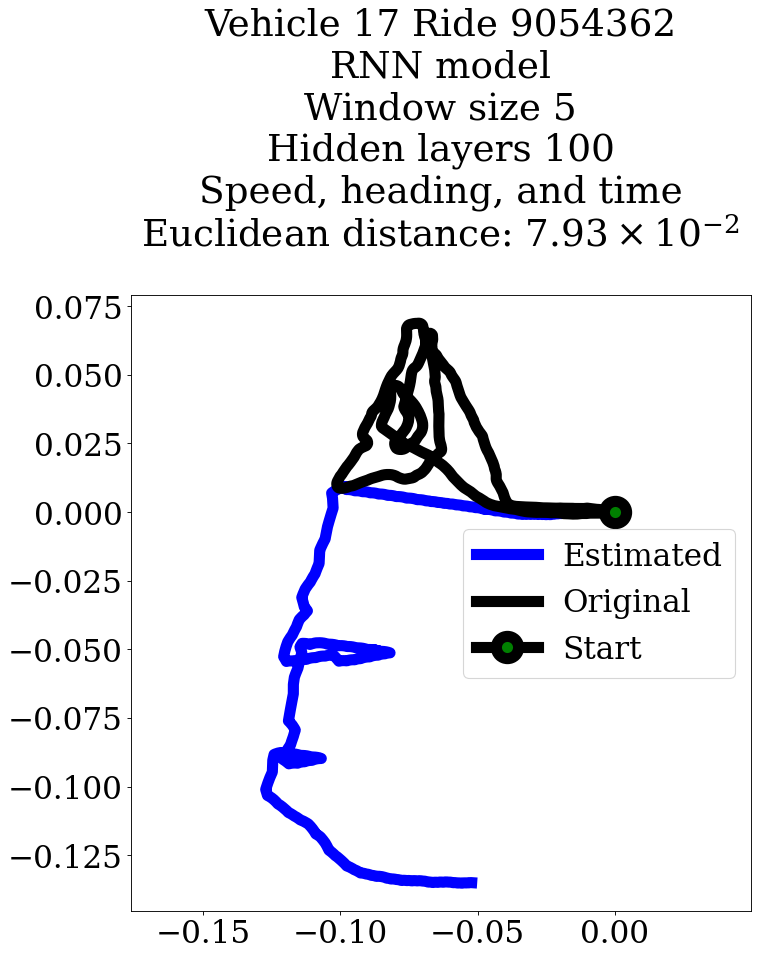 Vehicle 17 Ride 9054362
RNN model
Window size 5
Hidden layers 100
Speed, heading, and time
Euclidean distance: 7.93 × 10⁻²
0.075
0.050
0.025
0.000
−0.025
−0.050
−0.075
−0.100
−0.125
Estimated
Original
Start
−0.15 −0.10 −0.05 0.00